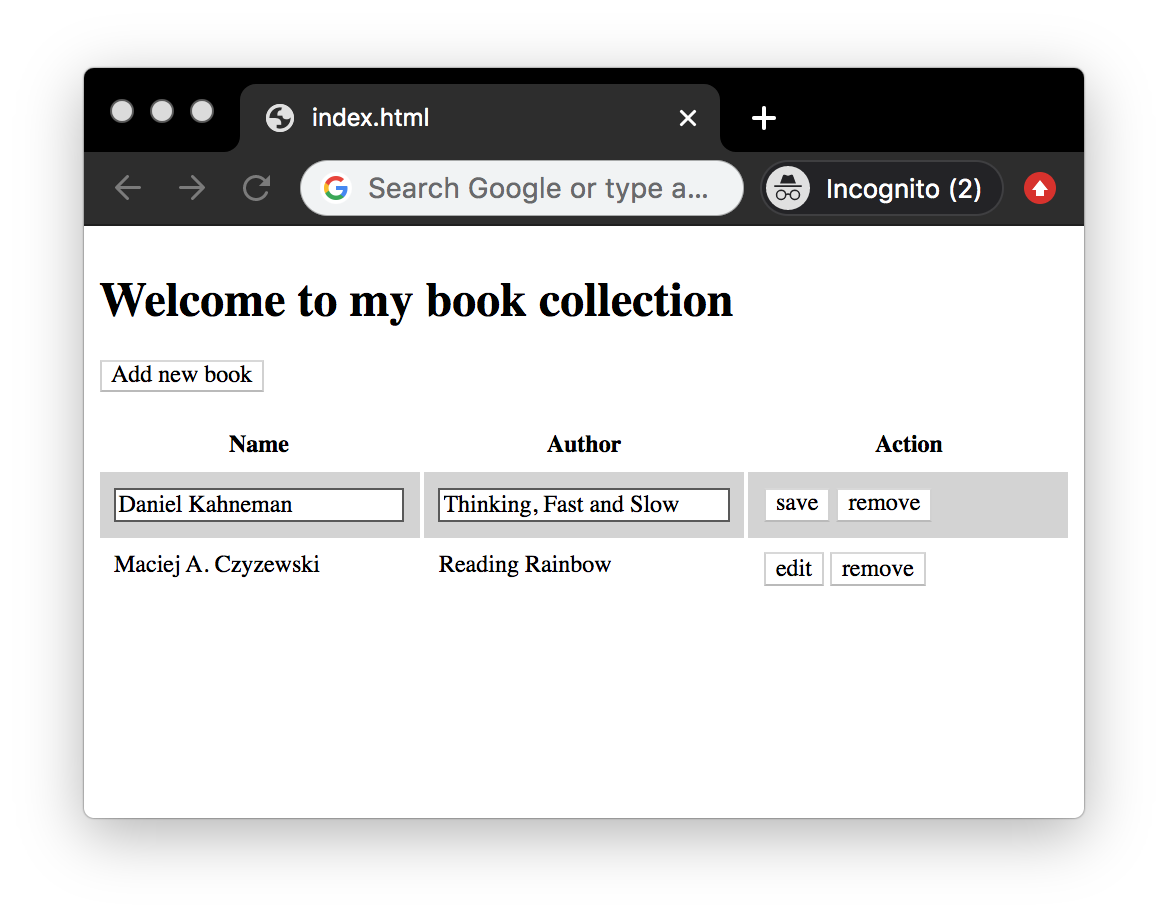 index.html
Search Google or type a...
Incognito (2)
Welcome to my book collection
Add new book
Name Author Action
Daniel Kahneman Thinking, Fast and Slow save remove
Maciej A. Czyzewski Reading Rainbow edit remove